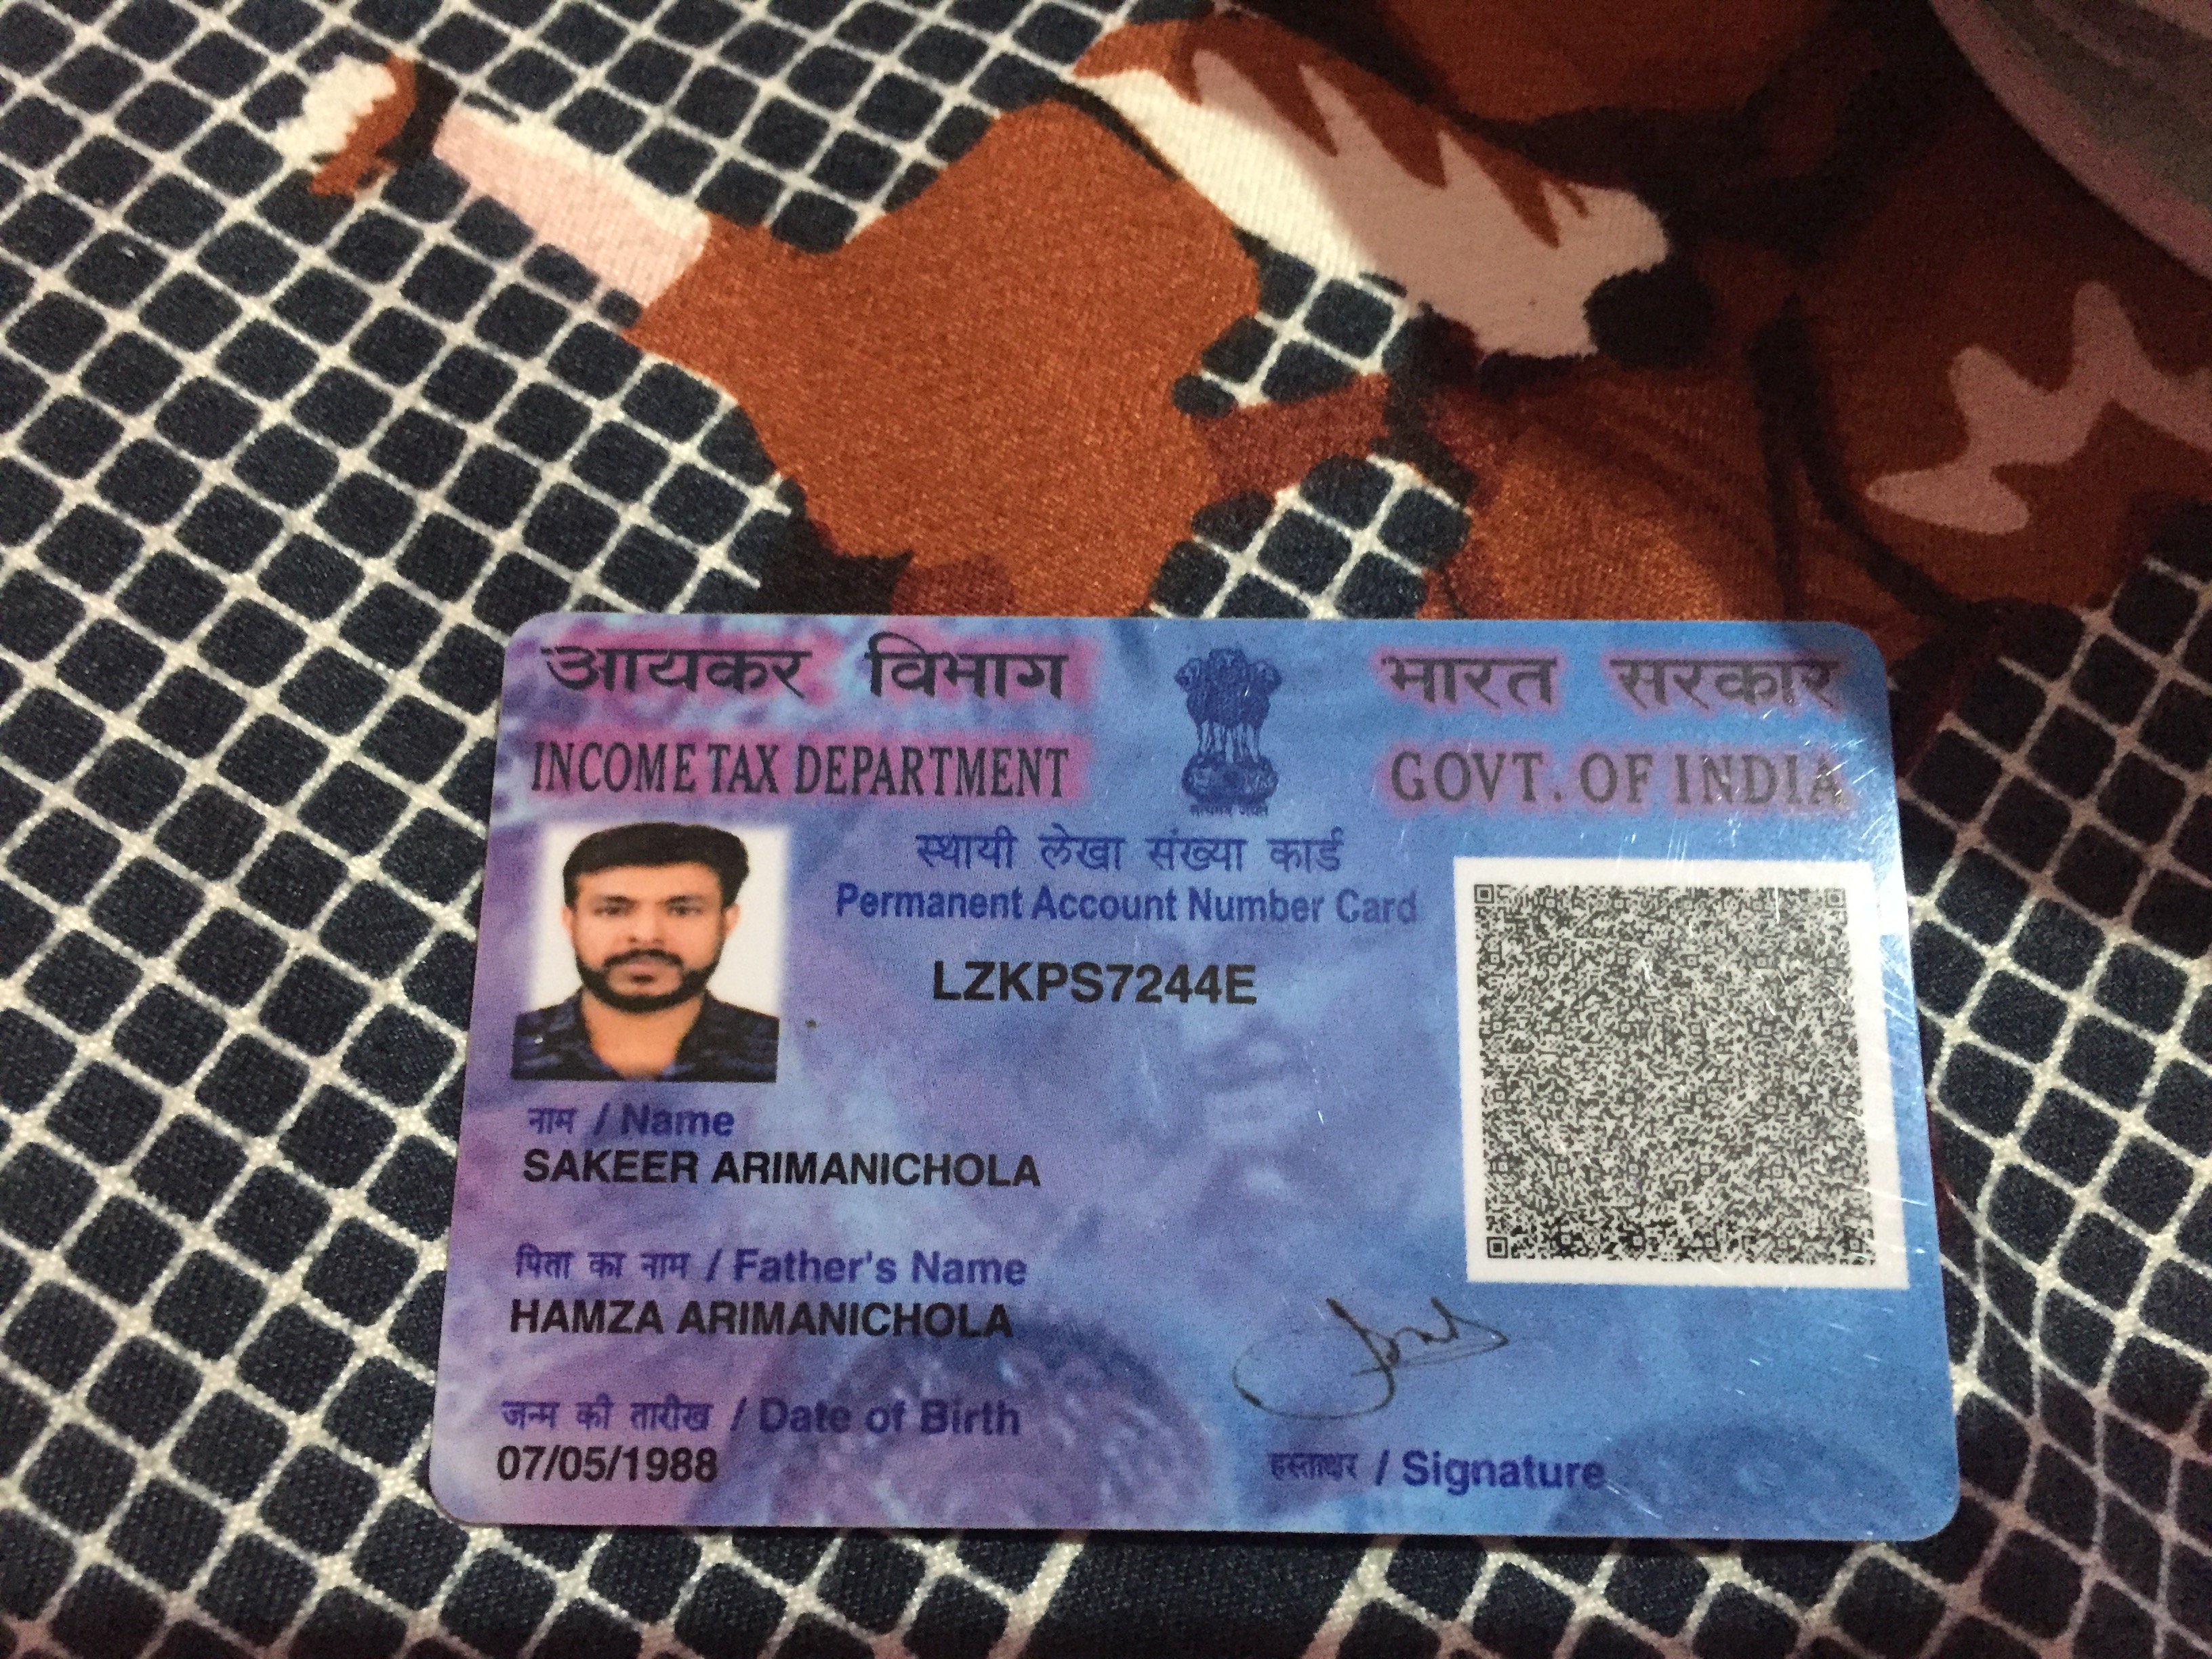 आयकर विभाग
INCOME TAX DEPARTMENT
भारत सरकार
GOVT. OF INDIA
स्थायी लेखा संख्या कार्ड
Permanent Account Number Card
LZKPS7244E
नाम / Name
SAKEER ARIMANICHOLA
पिता का नाम / Father's Name
HAMZA ARIMANICHOLA
जन्म की तारीख / Date of Birth
07/05/1988
हस्ताक्षर / Signature